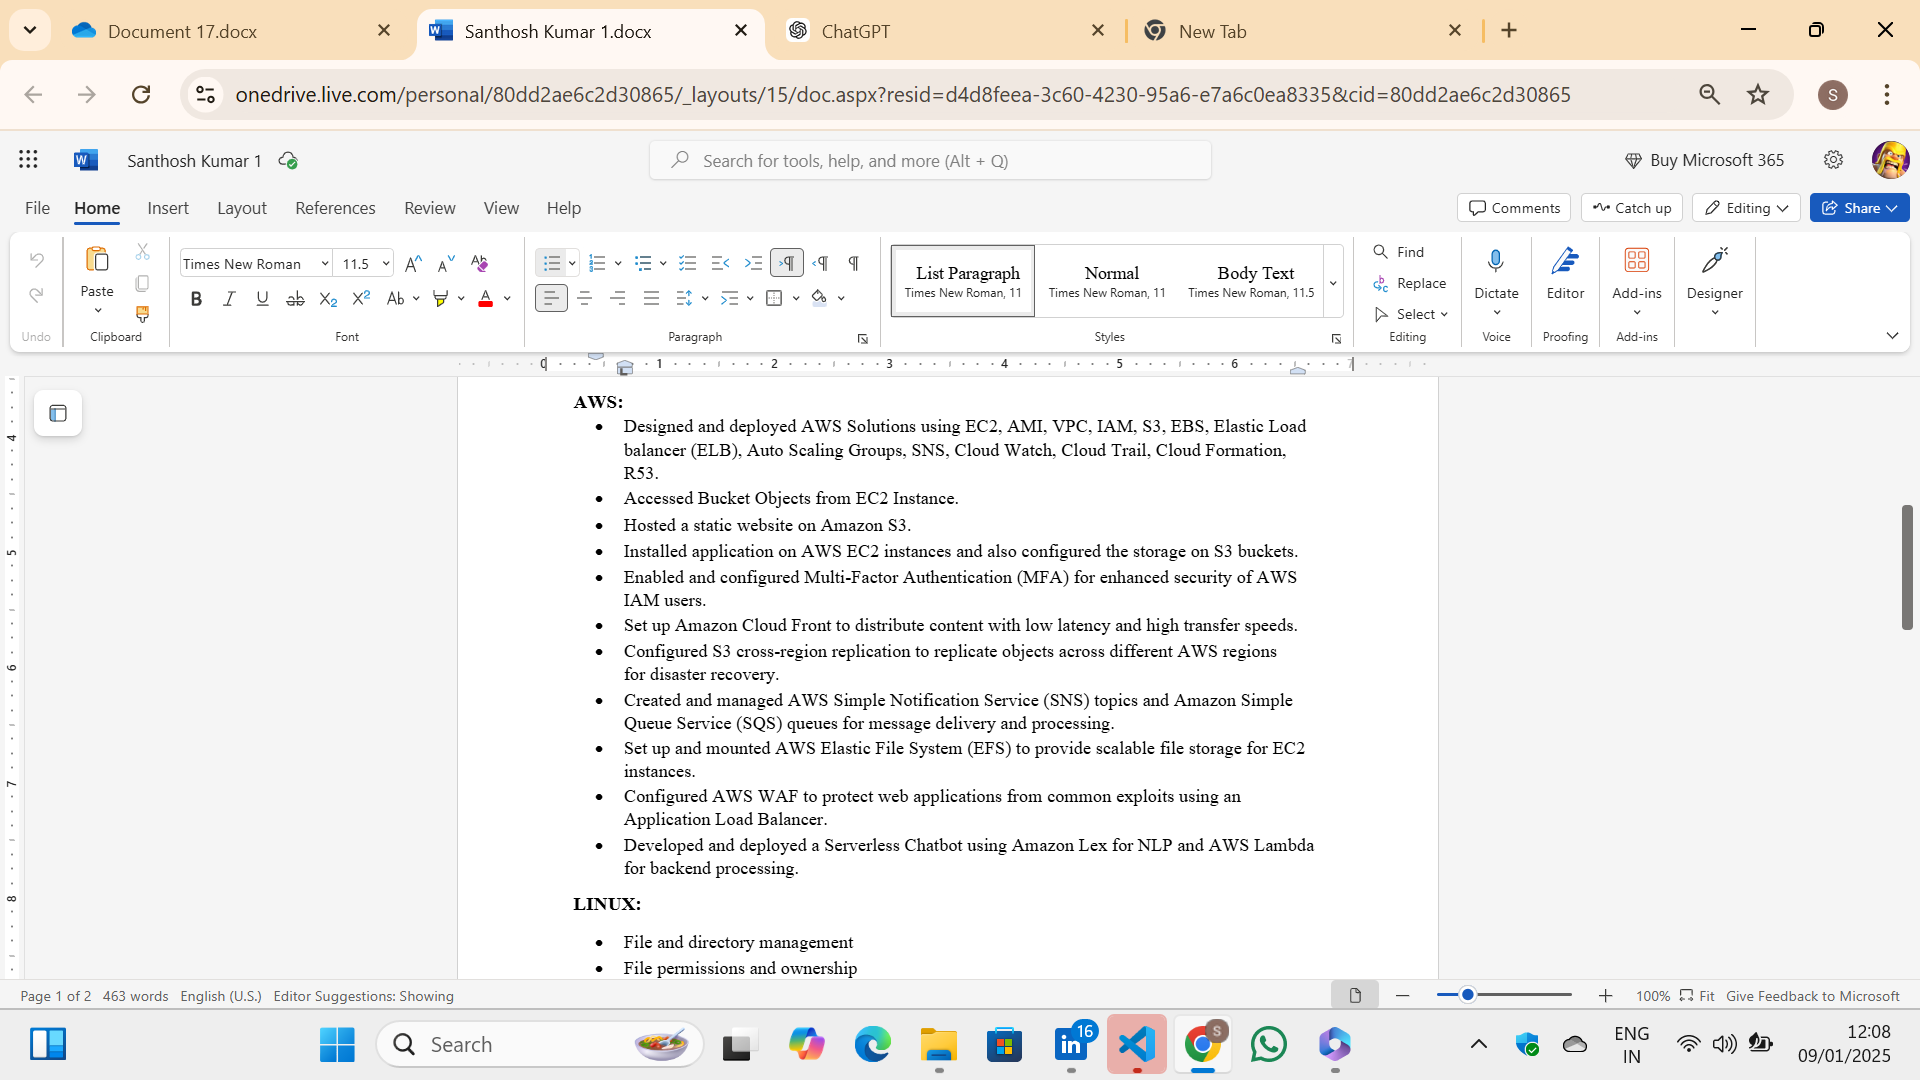 Document 17.docx
Santhosh Kumar 1.docx
ChatGPT
New Tab
onedrive.live.com/personal/80dd2ae6c2d30865/_layouts/15/doc.aspx?resid=d4d8feea-3c60-4230-95a6-e7a6c0ea8335&cid=80dd2ae6c2d30865
S
Santhosh Kumar 1
Search for tools, help, and more (Alt + Q)
Buy Microsoft 365
File Home Insert Layout References Review View Help
Comments Catch up Editing Share
Times New Roman 11.5
Paste
Undo Clipboard Font Paragraph
List Paragraph
Times New Roman, 11
Normal
Times New Roman, 11
Body Text
Times New Roman, 11.5
Styles
Find
Replace
Select
Editing
Dictate
Voice
Editor
Proofing
Add-ins
Add-ins
Designer
0 1 2 3 4 5 6 7
4
5
6
7
8
AWS:
• Designed and deployed AWS Solutions using EC2, AMI, VPC, IAM, S3, EBS, Elastic Load
balancer (ELB), Auto Scaling Groups, SNS, Cloud Watch, Cloud Trail, Cloud Formation,
R53.
• Accessed Bucket Objects from EC2 Instance.
• Hosted a static website on Amazon S3.
• Installed application on AWS EC2 instances and also configured the storage on S3 buckets.
• Enabled and configured Multi-Factor Authentication (MFA) for enhanced security of AWS
IAM users.
• Set up Amazon Cloud Front to distribute content with low latency and high transfer speeds.
• Configured S3 cross-region replication to replicate objects across different AWS regions
for disaster recovery.
• Created and managed AWS Simple Notification Service (SNS) topics and Amazon Simple
Queue Service (SQS) queues for message delivery and processing.
• Set up and mounted AWS Elastic File System (EFS) to provide scalable file storage for EC2
instances.
• Configured AWS WAF to protect web applications from common exploits using an
Application Load Balancer.
• Developed and deployed a Serverless Chatbot using Amazon Lex for NLP and AWS Lambda
for backend processing.
LINUX:
• File and directory management
• File permissions and ownership
Page 1 of 2 463 words English (U.S.) Editor Suggestions: Showing
100% Fit Give Feedback to Microsoft
Search
16
S
ENG
IN
12:08
09/01/2025